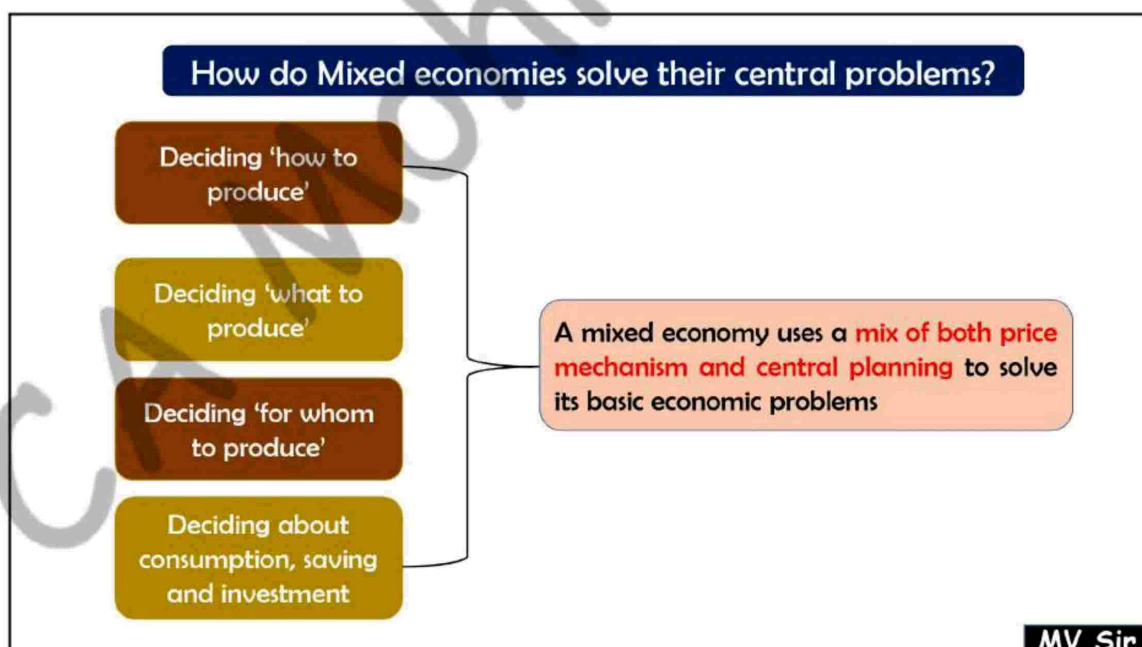 How do Mixed economies solve their central problems?
Deciding ‘how to
produce’
Deciding ‘what to
produce’
Deciding ‘for whom
to produce’
Deciding about
consumption, saving
and investment
A mixed economy uses a mix of both price
mechanism and central planning to solve
its basic economic problems
CA Moh
MV Sir